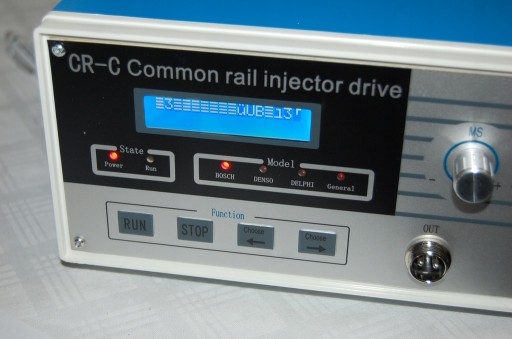 CR-C Common rail injector drive
State
Power Run
Model
BOSCH DENSO DELPHI General
MS
- +
Function
RUN STOP Choose Choose
OUT